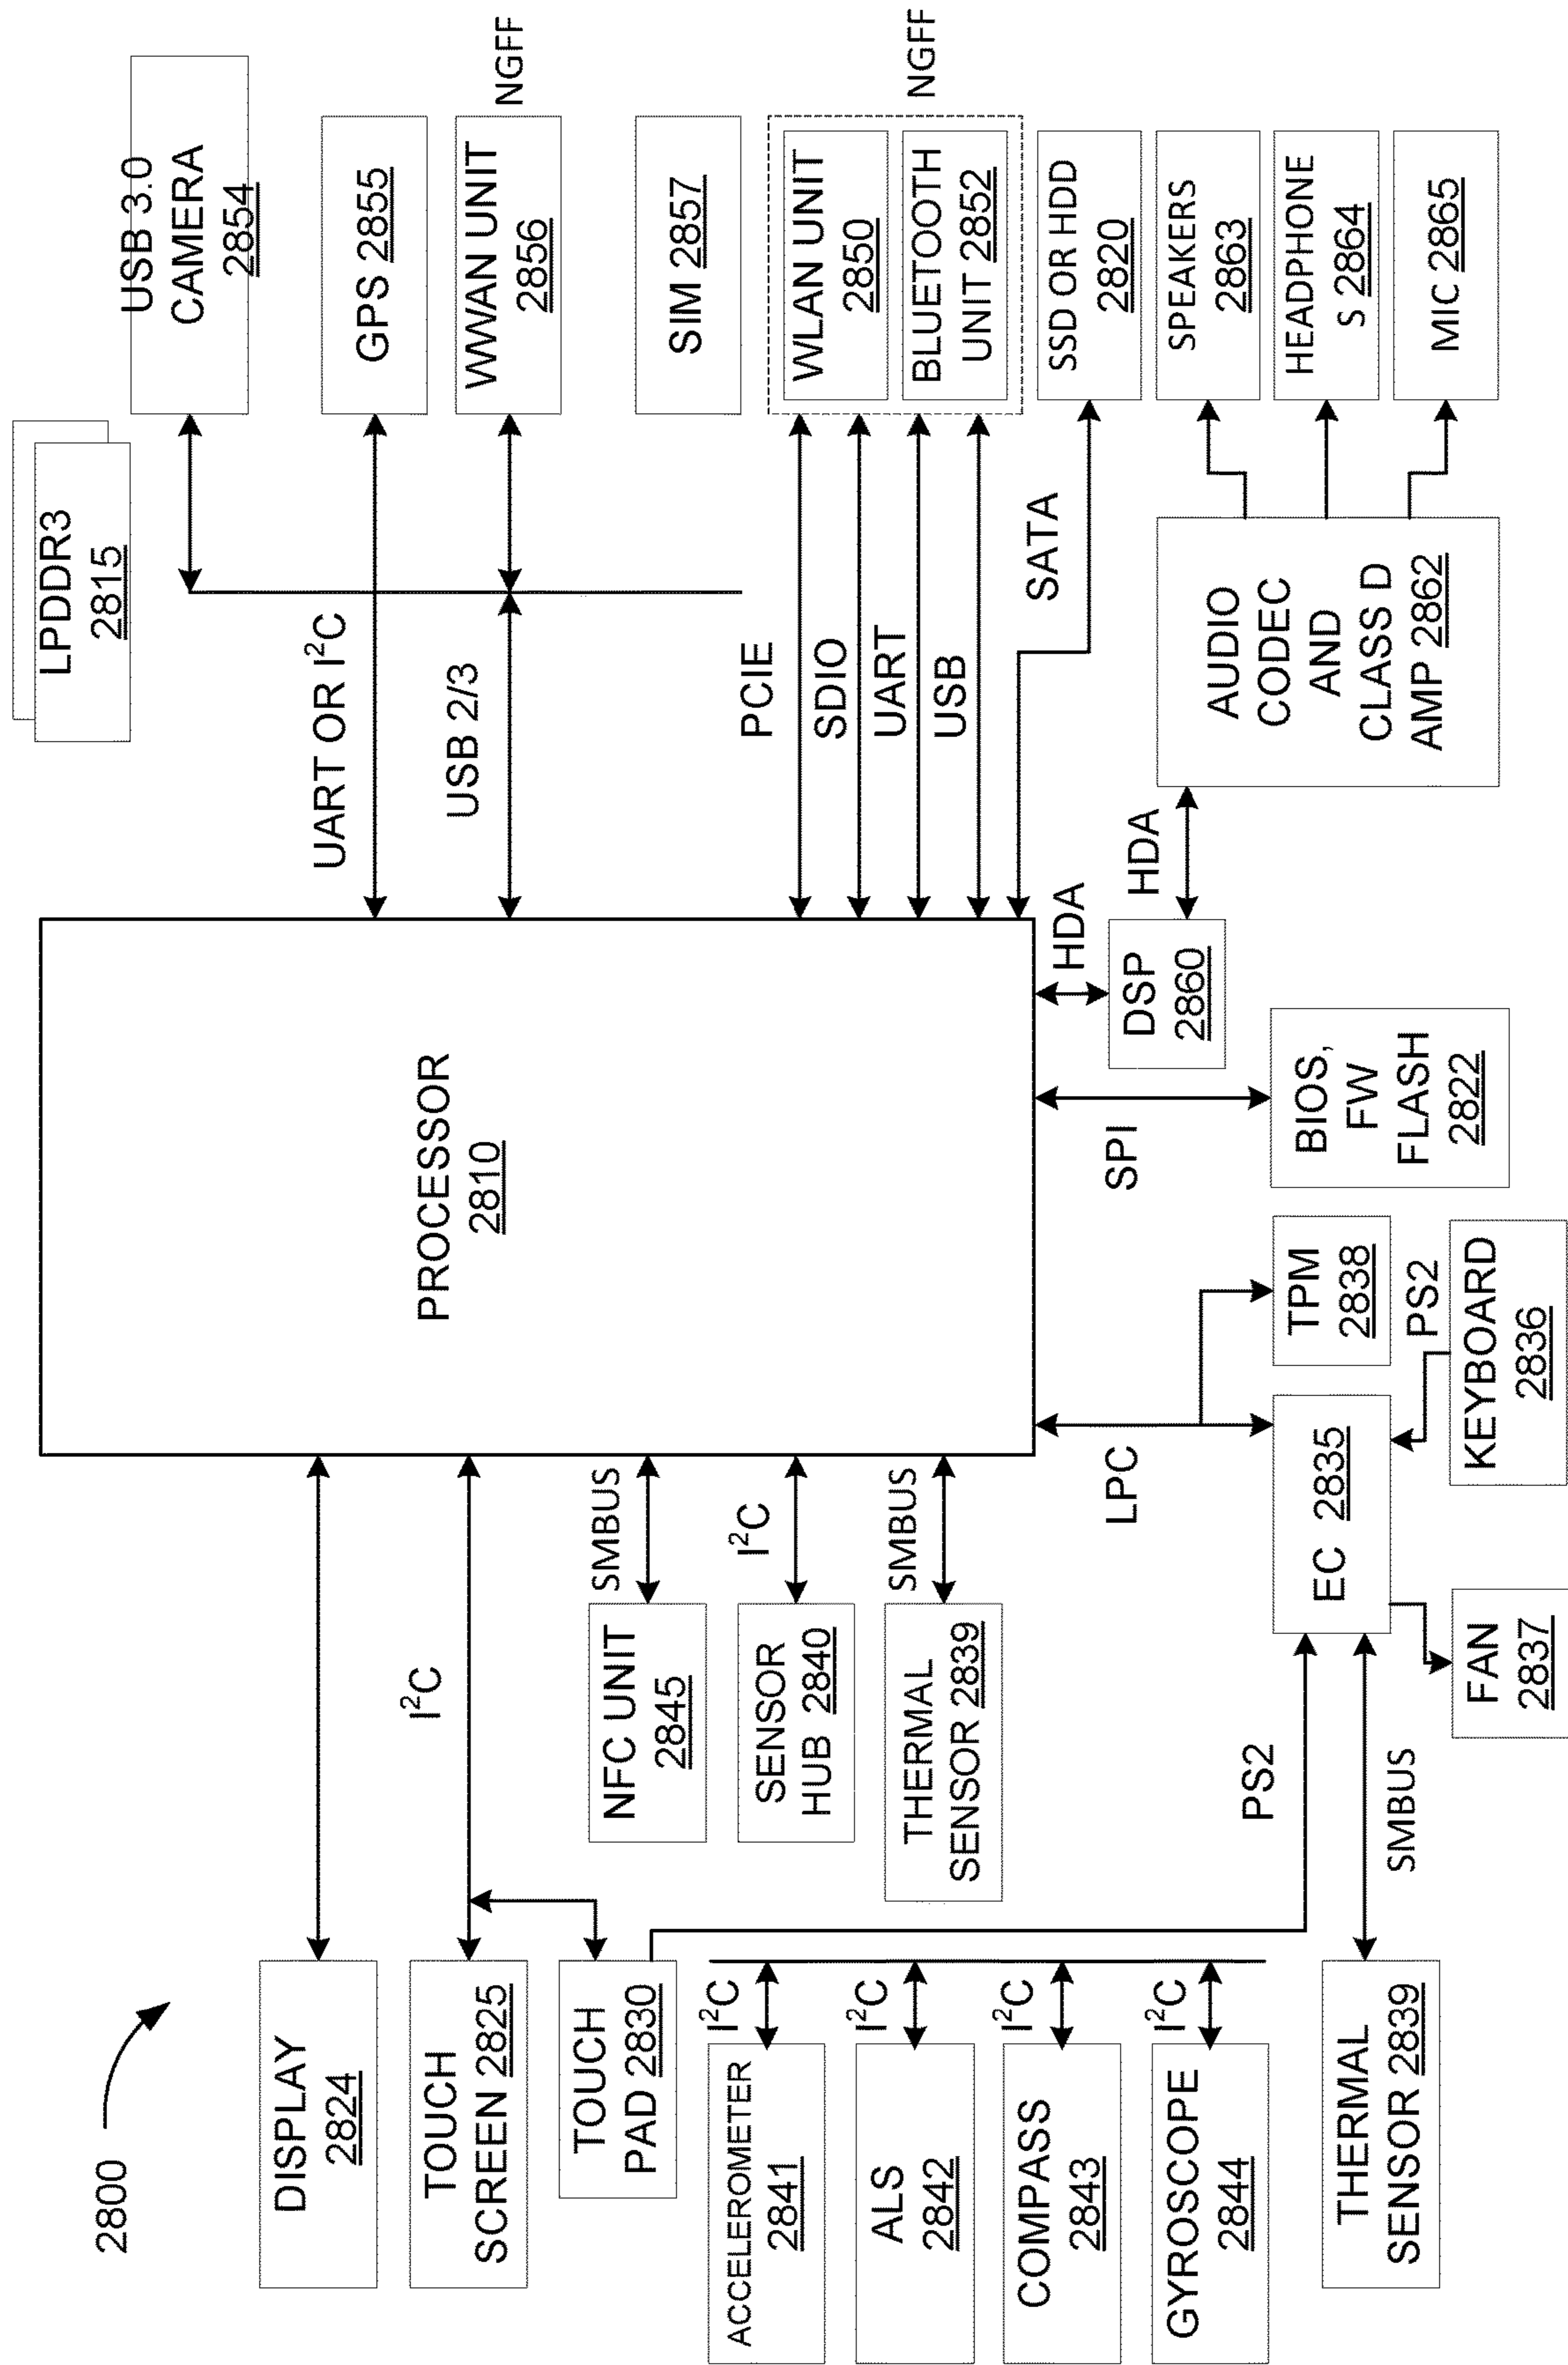 2800
DISPLAY
2824
TOUCH
SCREEN 2825
TOUCH
PAD 2830
ACCELEROMETER
2841
I²C
ALS
2842
I²C
COMPASS
2843
I²C
GYROSCOPE
2844
I²C
THERMAL
SENSOR 2839
SMBUS
I²C
NFC UNIT
2845
SMBUS
SENSOR
HUB 2840
I²C
THERMAL
SENSOR 2839
SMBUS
PS2
LPC
EC 2835
FAN
2837
KEYBOARD
2836
PS2
TPM
2838
PROCESSOR
2810
SPI
BIOS,
FW
FLASH
2822
DSP
2860
HDA
HDA
AUDIO
CODEC
AND
CLASS D
AMP 2862
LPDDR3
2815
UART OR I²C
USB 2/3
PCIE
SDIO
UART
USB
SATA
USB 3.0
CAMERA
2854
GPS 2855
WWAN UNIT
2856
NGFF
SIM 2857
WLAN UNIT
2850
BLUETOOTH
UNIT 2852
NGFF
SSD OR HDD
2820
SPEAKERS
2863
HEADPHONE
S 2864
MIC 2865